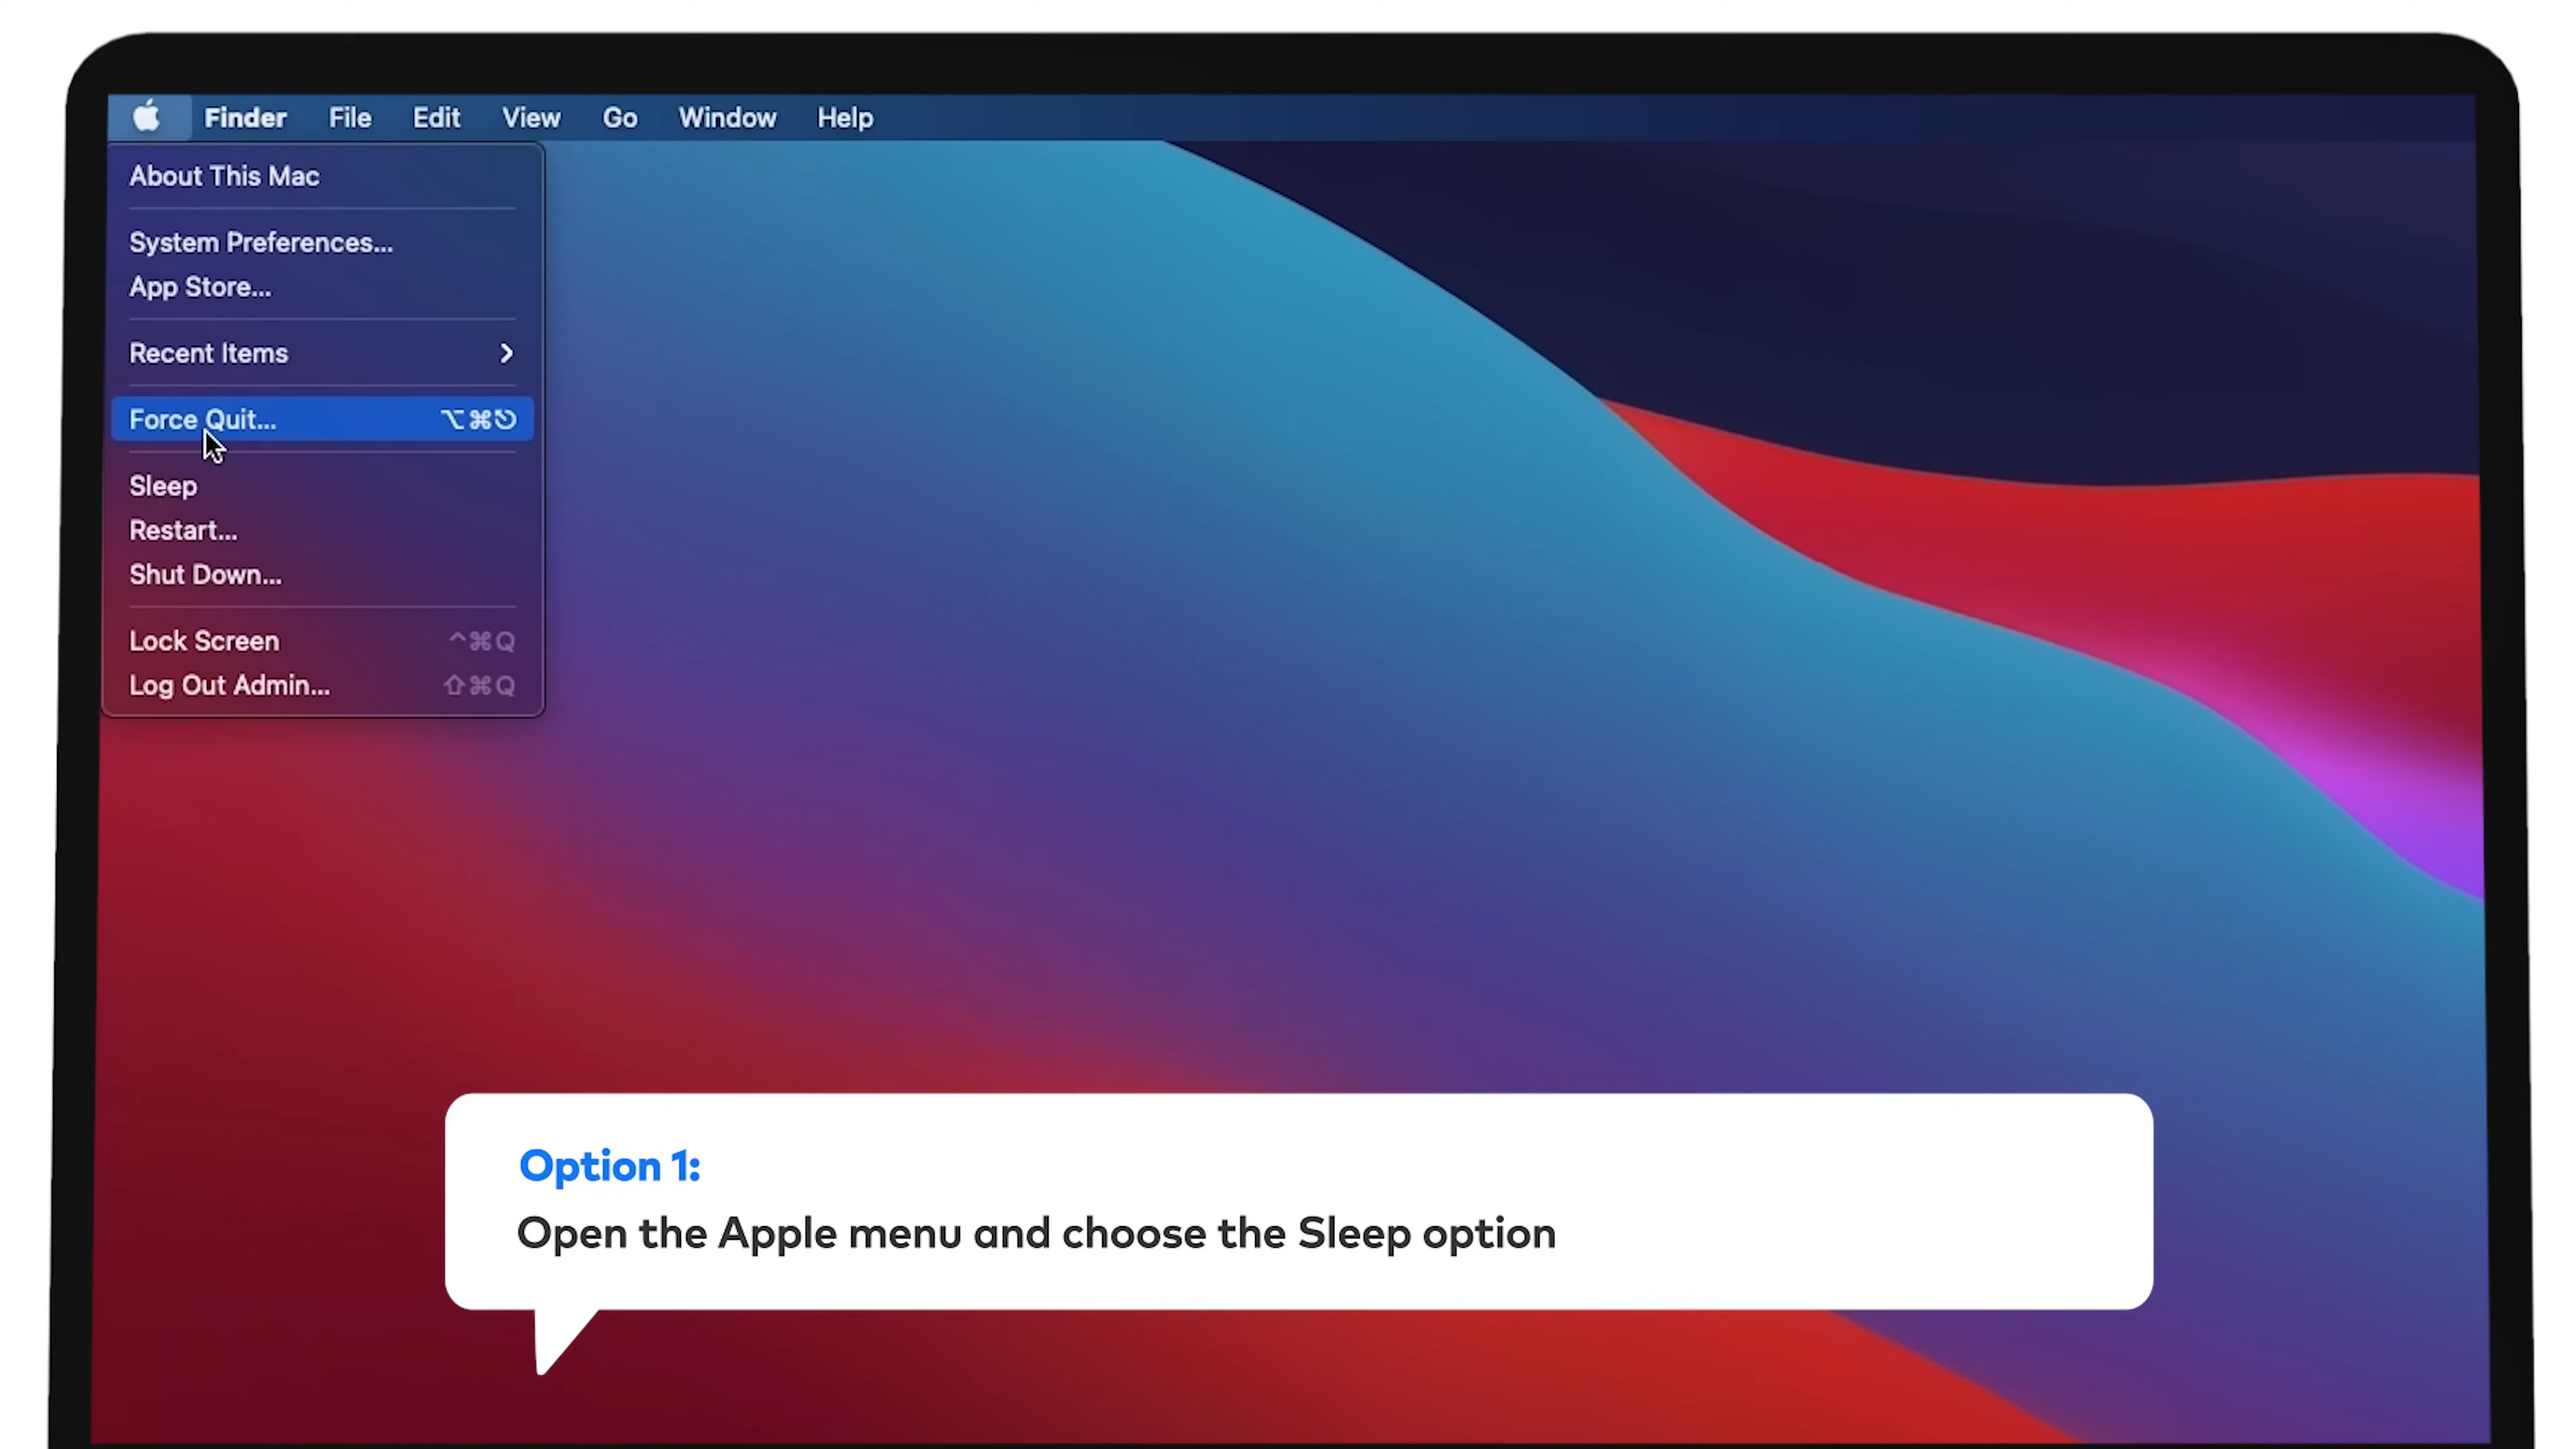 Finder File Edit View Go Window Help
About This Mac
System Preferences...
App Store...
Recent Items
Force Quit... ⌥⌘⎋
Sleep
Restart...
Shut Down...
Lock Screen ^⌘Q
Log Out Admin... ⇧⌘Q
Option 1:
Open the Apple menu and choose the Sleep option